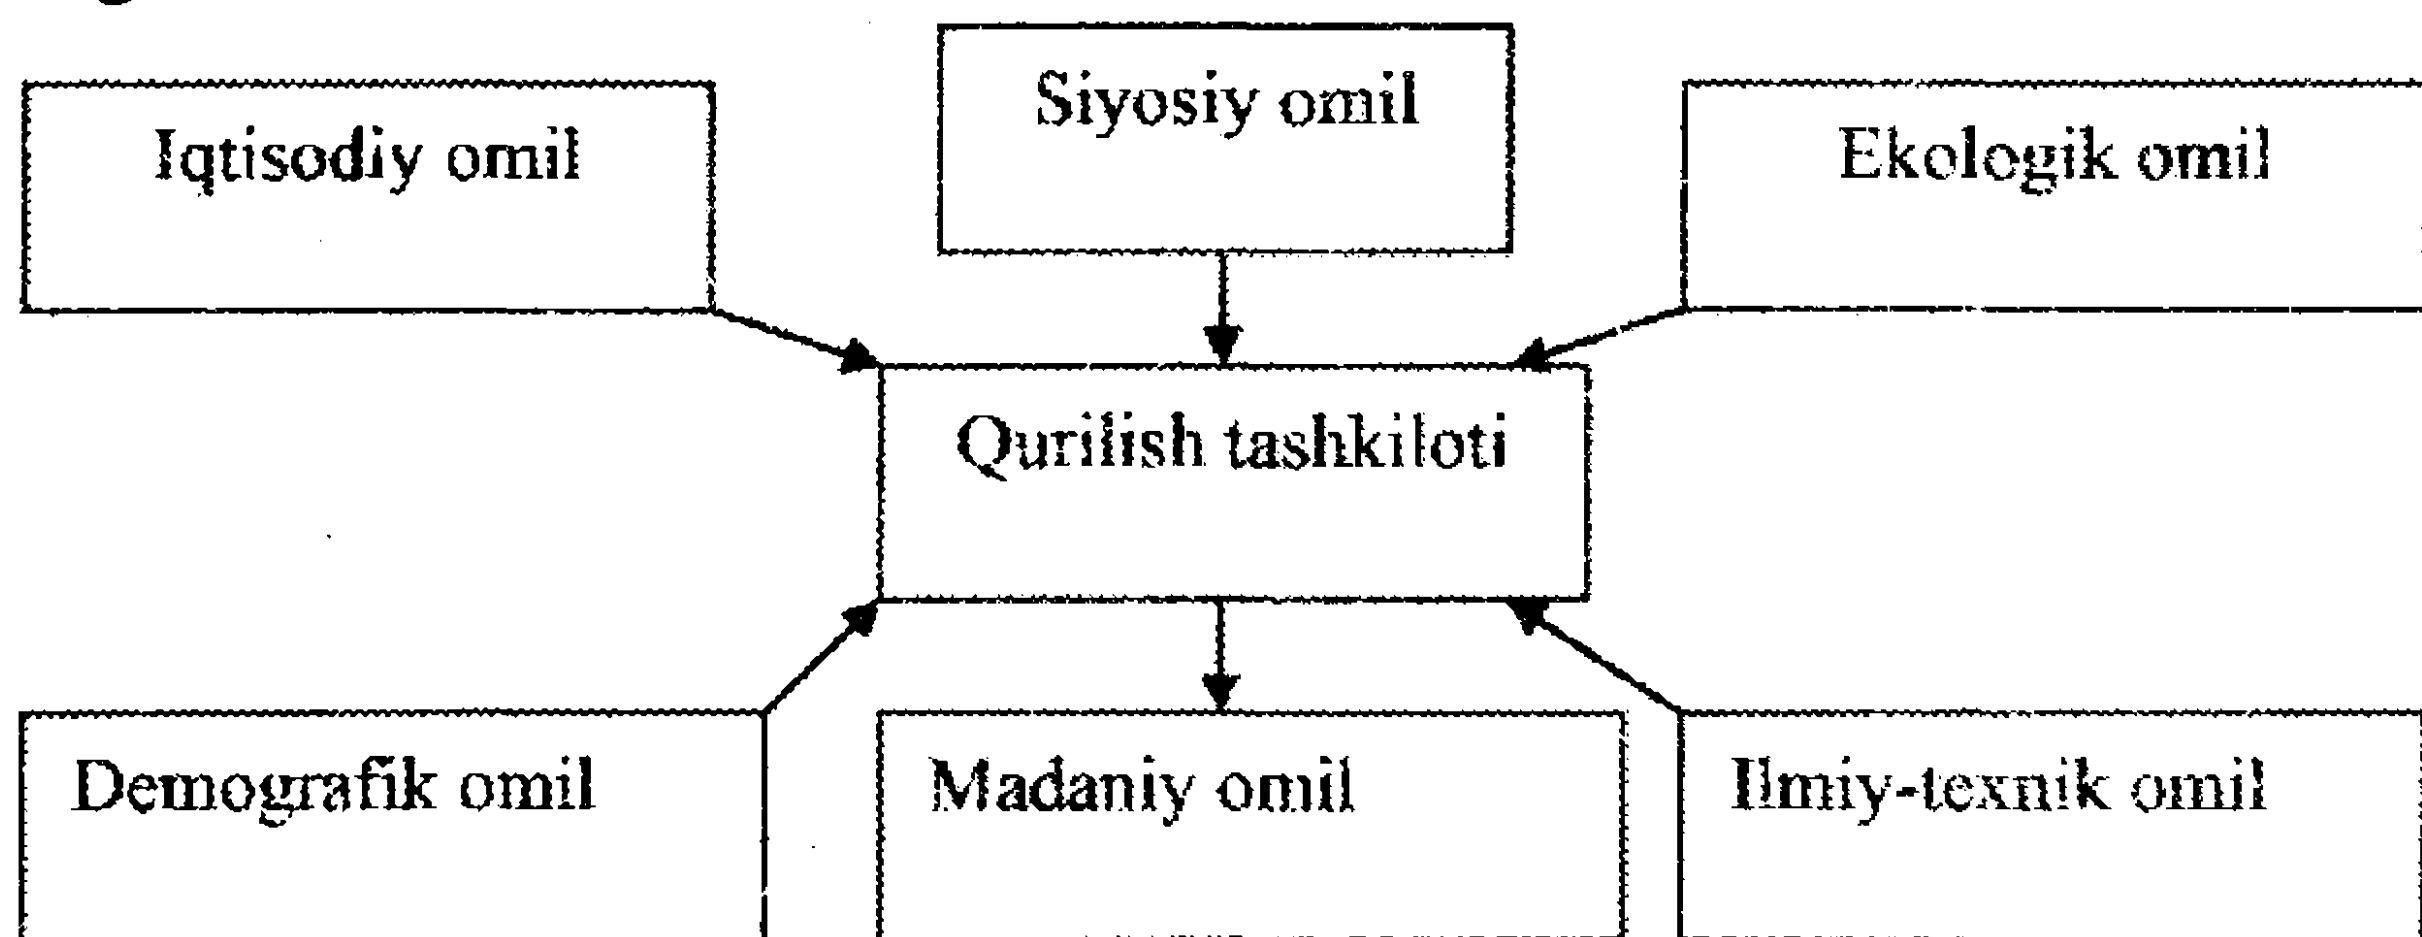 Siyosiy omil
Iqtisodiy omil
Ekologik omil
Qurilish tashkiloti
Demografik omil
Madaniy omil
Ilmiy-texnik omil